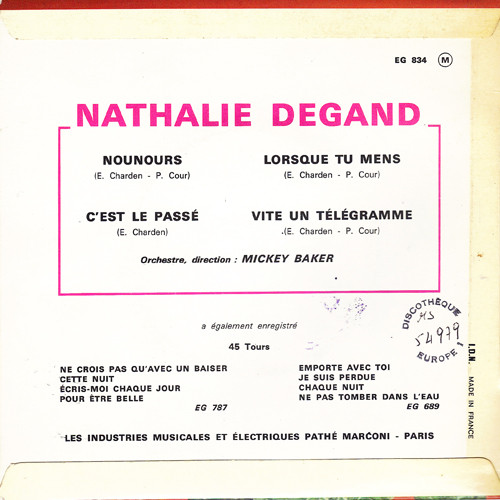 EG 834 M
NATHALIE DEGAND
NOUNOURS
(E. Charden - P. Cour)
LORSQUE TU MENS
(E. Charden - P. Cour)
C'EST LE PASSÉ
(E. Charden)
VITE UN TÉLÉGRAMME
(E. Charden - P. Cour)
Orchestre, direction : MICKEY BAKER
a également enregistré
45 Tours
NE CROIS PAS QU'AVEC UN BAISER
CETTE NUIT
ÉCRIS-MOI CHAQUE JOUR
POUR ÊTRE BELLE
EG 787
EMPORTE AVEC TOI
JE SUIS PERDUE
CHAQUE NUIT
NE PAS TOMBER DANS L'EAU
EG 689
LES INDUSTRIES MUSICALES ET ÉLECTRIQUES PATHÉ MARCONI - PARIS
DISCOTHÈQUE
54979
EUROPE 1
I.D.N. MADE IN FRANCE